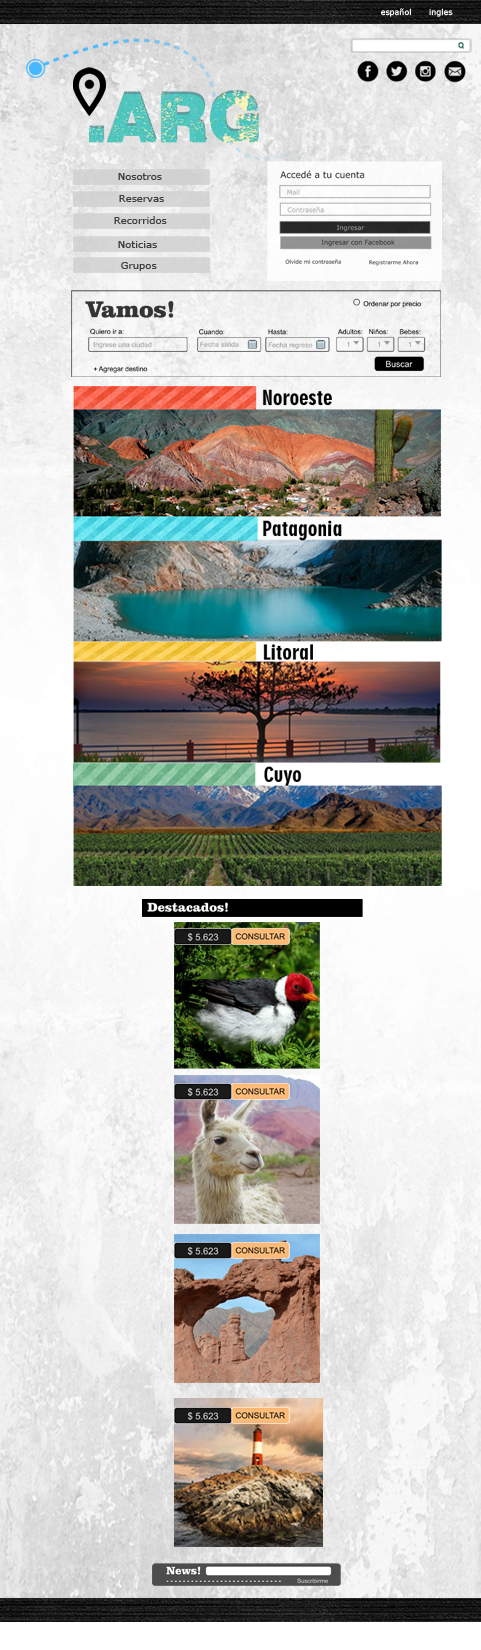 español ingles
.ARG
Nosotros
Reservas
Recorridos
Noticias
Grupos
Accedé a tu cuenta
Mail
Contraseña
Ingresar
Ingresar con Facebook
Olvide mi contraseña Registrarme Ahora
Vamos!
Ordenar por precio
Quiero ir a: Cuando: Hasta: Adultos: Niños: Bebes:
Ingrese una ciudad Fecha salida Fecha regreso 1 1 1
+ Agregar destino
Buscar
Noroeste
Patagonia
Litoral
Cuyo
Destacados!
$ 5.623 CONSULTAR
$ 5.623 CONSULTAR
$ 5.623 CONSULTAR
$ 5.623 CONSULTAR
News!
Suscribirme